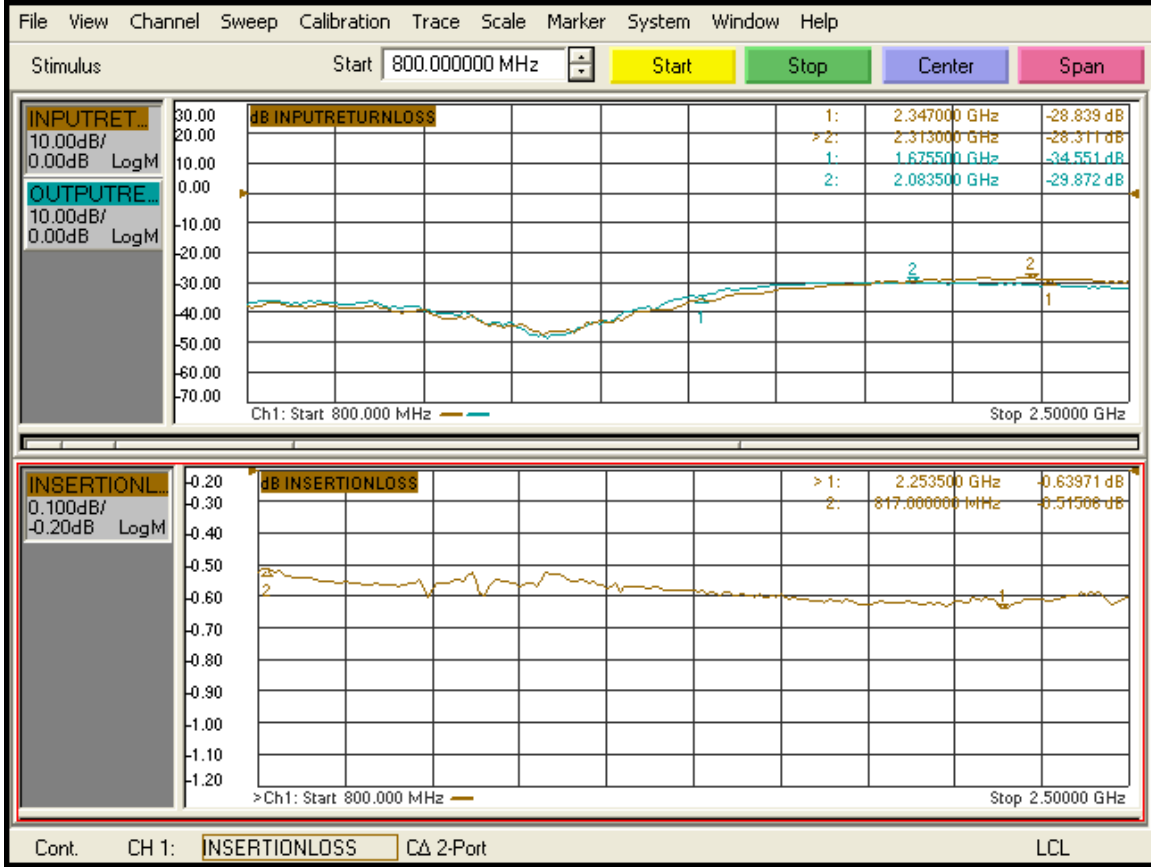 File View Channel Sweep Calibration Trace Scale Marker System Window Help
Stimulus Start 800.000000 MHz Start Stop Center Span
INPUTRET...
10.00dB/
0.00dB LogM
OUTPUTRE...
10.00dB/
0.00dB LogM
30.00
20.00
10.00
0.00
-10.00
-20.00
-30.00
-40.00
-50.00
-60.00
-70.00
dB INPUTRETURNLOSS
1: 2.347000 GHz -28.839 dB
> 2: 2.313000 GHz -28.311 dB
1: 1.675500 GHz -34.551 dB
2: 2.083500 GHz -29.872 dB
2
2
1
1
Ch1: Start 800.000 MHz
Stop 2.50000 GHz
INSERTIONL...
0.100dB/
-0.20dB LogM
-0.20
-0.30
-0.40
-0.50
-0.60
-0.70
-0.80
-0.90
-1.00
-1.10
-1.20
dB INSERTIONLOSS
> 1: 2.253500 GHz -0.63971 dB
2: 817.000000 MHz -0.51508 dB
2
1
>Ch1: Start 800.000 MHz
Stop 2.50000 GHz
Cont. CH 1: INSERTIONLOSS CΔ 2-Port LCL